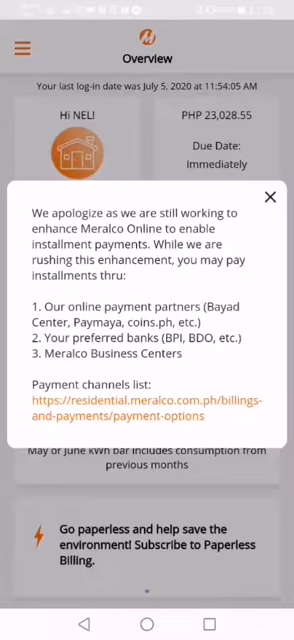 Overview
Your last log-in date was July 5, 2020 at 11:54:05 AM
Hi NEL!
PHP 23,028.55
Due Date:
Immediately
We apologize as we are still working to
enhance Meralco Online to enable
installment payments. While we are
rushing this enhancement, you may pay
installments thru:
1. Our online payment partners (Bayad
Center, Paymaya, coins.ph, etc.)
2. Your preferred banks (BPI, BDO, etc.)
3. Meralco Business Centers
Payment channels list:
https://residential.meralco.com.ph/billings-
and-payments/payment-options
May or June kWh bar includes consumption from
previous months
Go paperless and help save the
environment! Subscribe to Paperless
Billing.